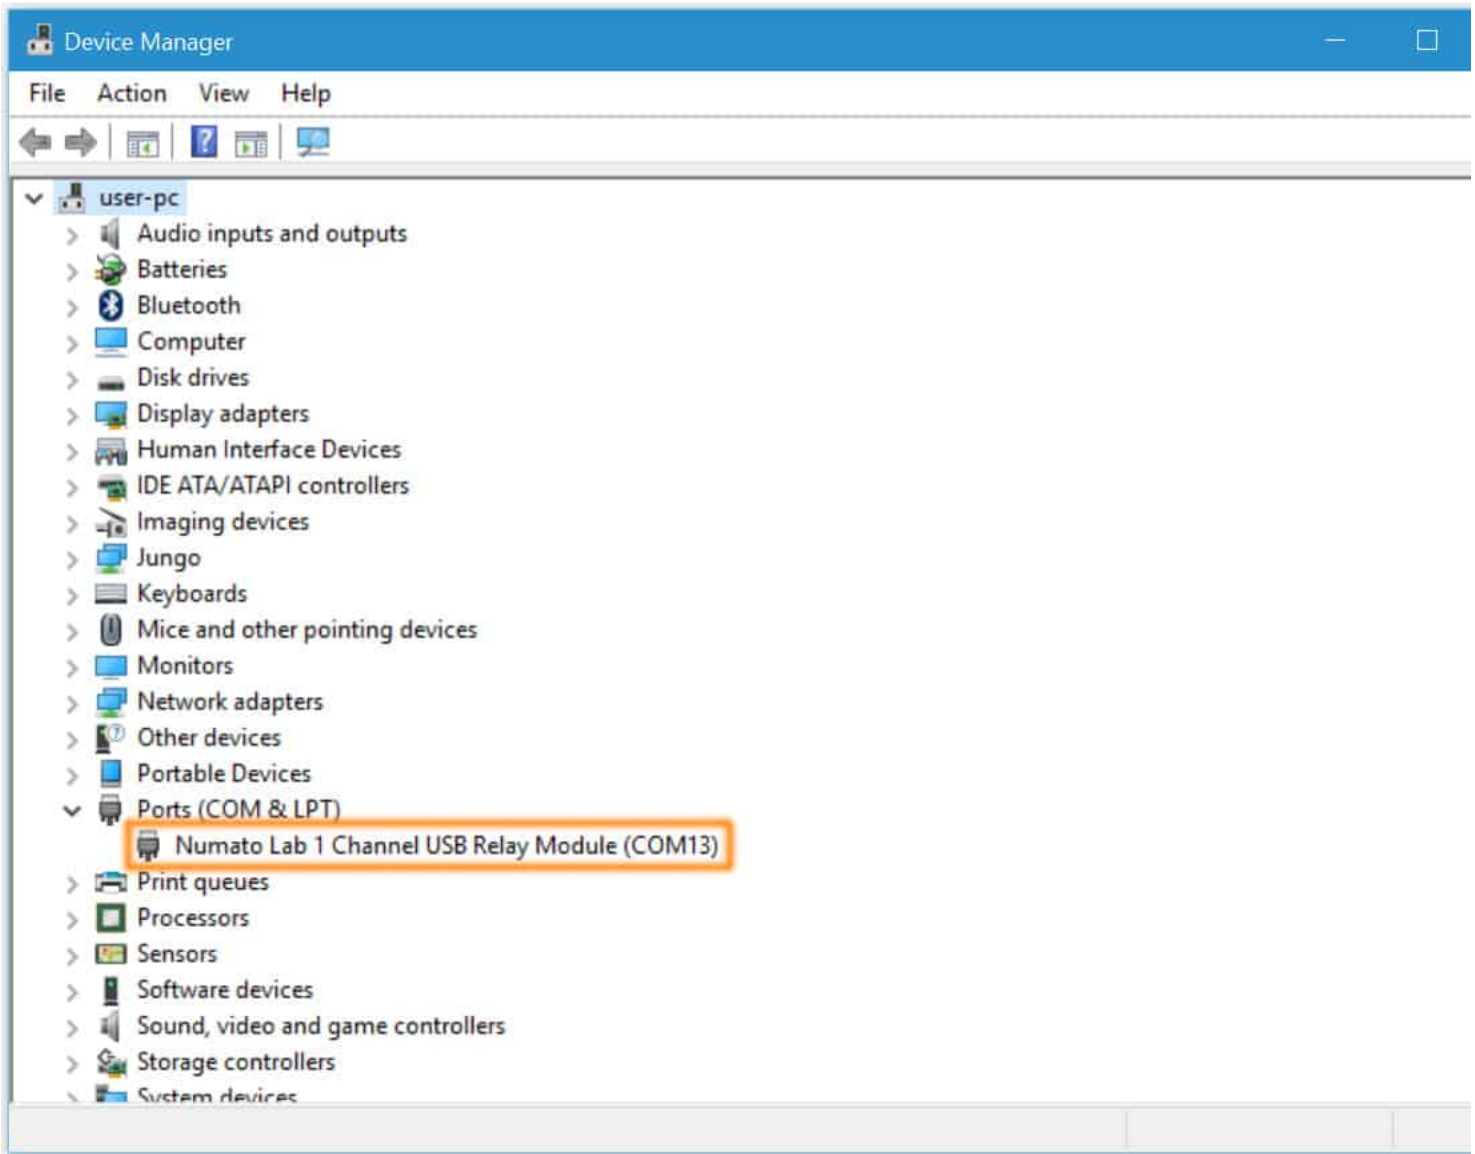 Device Manager
File Action View Help
user-pc
Audio inputs and outputs
Batteries
Bluetooth
Computer
Disk drives
Display adapters
Human Interface Devices
IDE ATA/ATAPI controllers
Imaging devices
Jungo
Keyboards
Mice and other pointing devices
Monitors
Network adapters
Other devices
Portable Devices
Ports (COM & LPT)
Numato Lab 1 Channel USB Relay Module (COM13)
Print queues
Processors
Sensors
Software devices
Sound, video and game controllers
Storage controllers
System devices